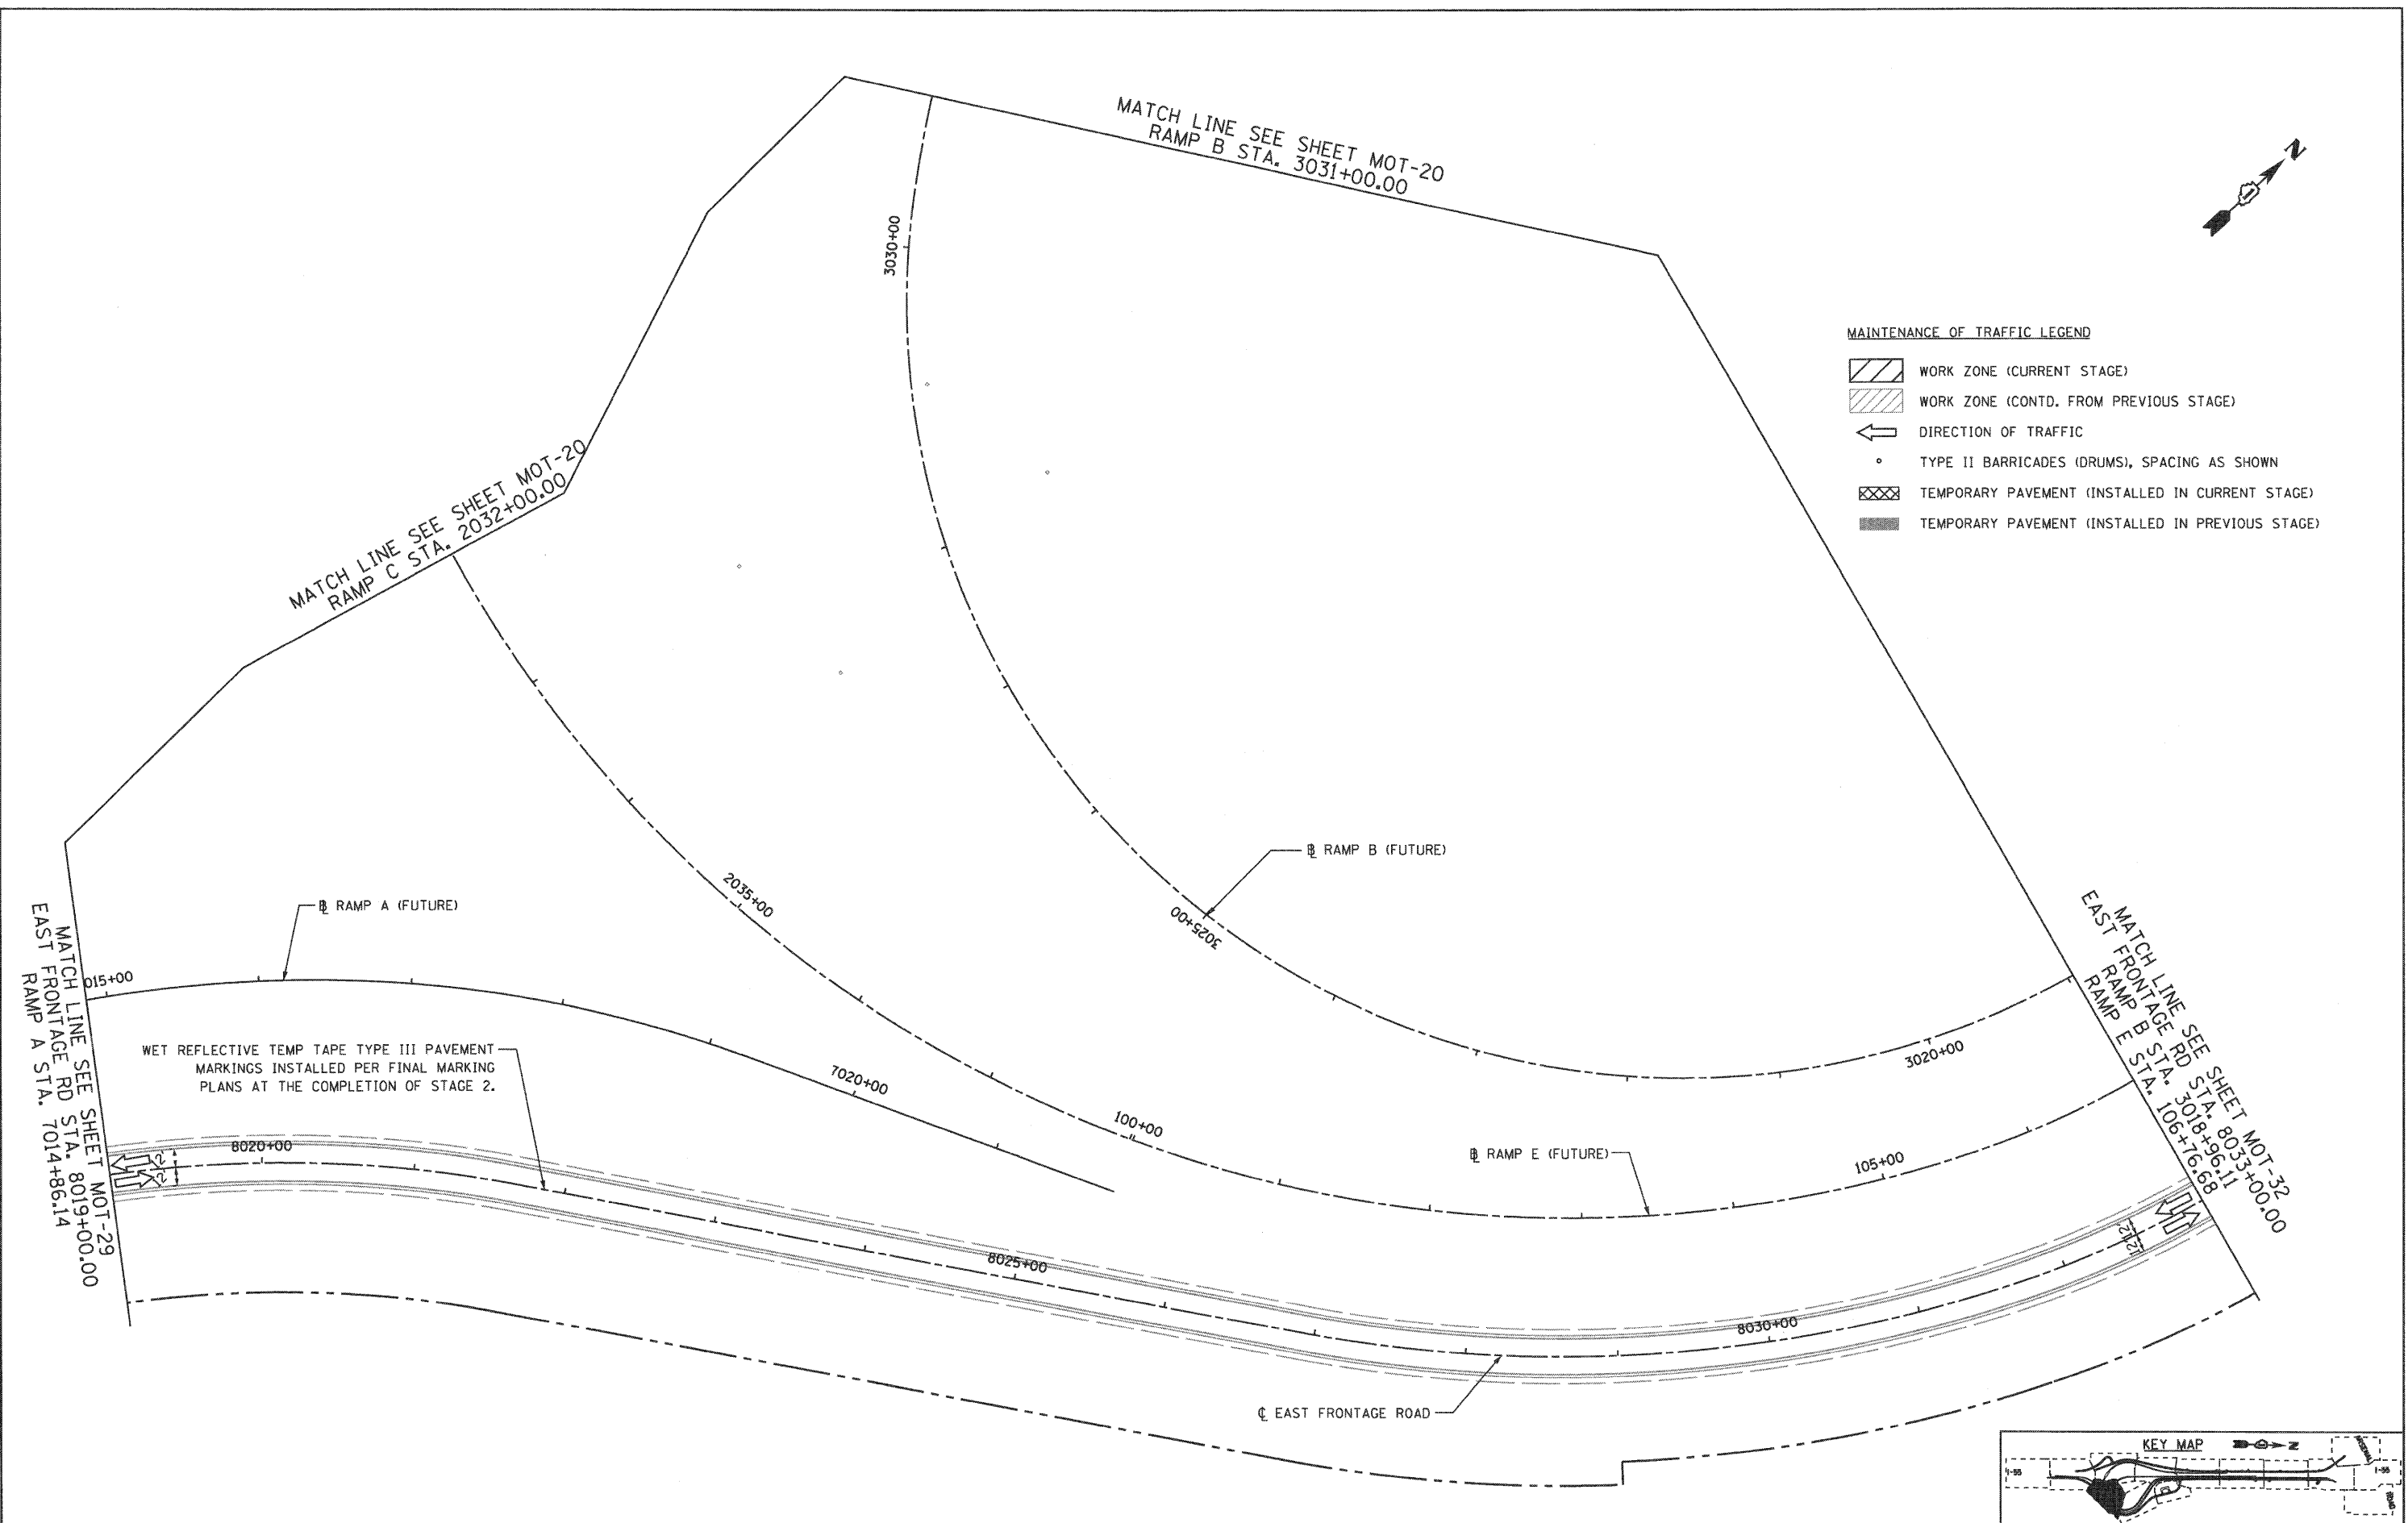 MATCH LINE SEE SHEET MOT-20
RAMP B STA. 3031+00.00
N
3030+00
MAINTENANCE OF TRAFFIC LEGEND
WORK ZONE (CURRENT STAGE)
WORK ZONE (CONTD. FROM PREVIOUS STAGE)
DIRECTION OF TRAFFIC
TYPE II BARRICADES (DRUMS), SPACING AS SHOWN
TEMPORARY PAVEMENT (INSTALLED IN CURRENT STAGE)
TEMPORARY PAVEMENT (INSTALLED IN PREVIOUS STAGE)
MATCH LINE SEE SHEET MOT-20
RAMP C STA. 2032+00.00
℄ RAMP B (FUTURE)
2035+00
3025+00
℄ RAMP A (FUTURE)
015+00
MATCH LINE SEE SHEET MOT-29
EAST FRONTAGE RD STA. 8019+00.00
RAMP A STA. 7014+86.14
MATCH LINE SEE SHEET MOT-32
EAST FRONTAGE RD STA. 8033+00.00
RAMP B STA. 3018+96.11
RAMP E STA. 106+76.68
WET REFLECTIVE TEMP TAPE TYPE III PAVEMENT
MARKINGS INSTALLED PER FINAL MARKING
PLANS AT THE COMPLETION OF STAGE 2.
7020+00
3020+00
100+00
℄ RAMP E (FUTURE)
105+00
8020+00
12'
12'
8025+00
8030+00
℄ EAST FRONTAGE ROAD
KEY MAP
N
I-55
I-55